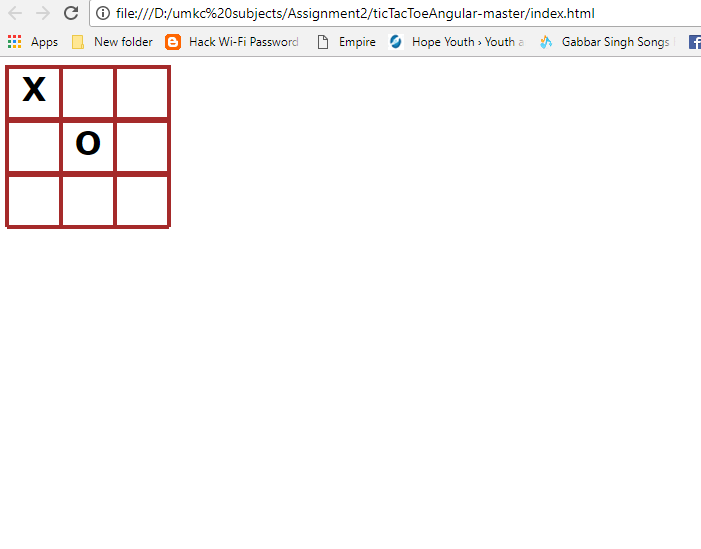 file:///D:/umkc%20subjects/Assignment2/ticTacToeAngular-master/index.html
Apps New folder Hack Wi-Fi Password Empire Hope Youth › Youth a Gabbar Singh Songs
X
O